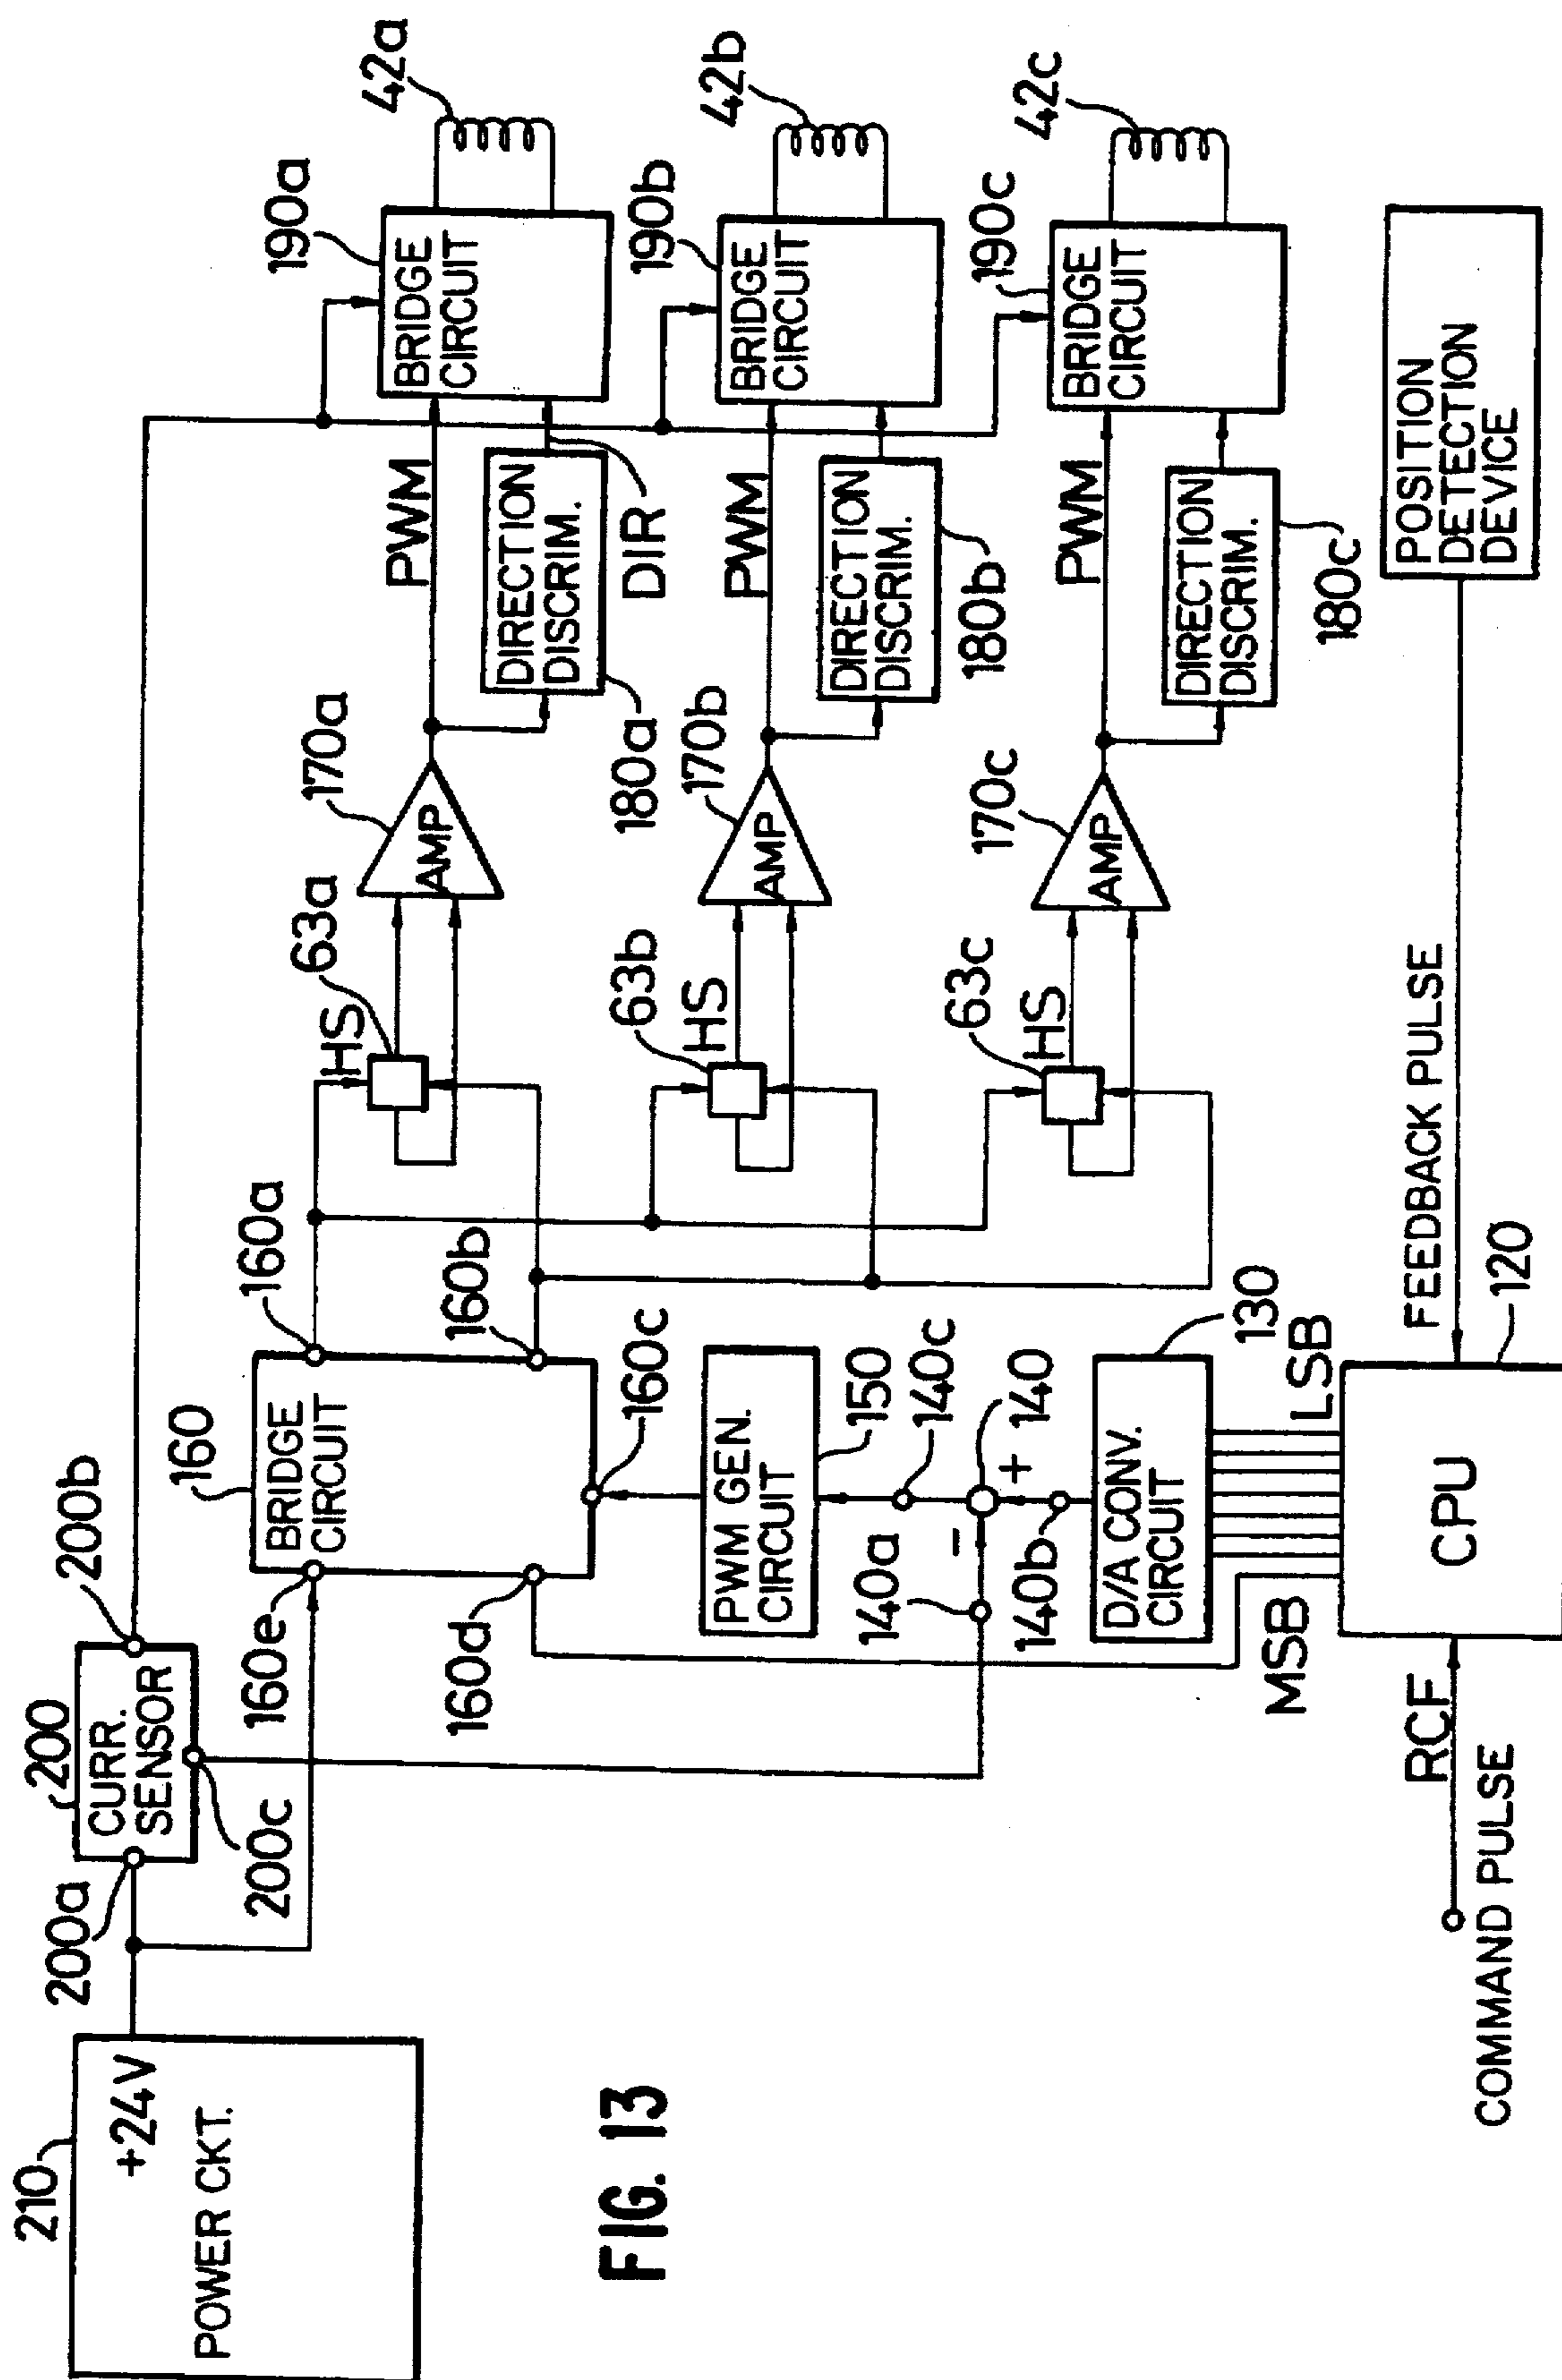 210
+24V
POWER CKT.
200a
200
CURR.
SENSOR
200b
200c
160e
160
BRIDGE
CIRCUIT
160a
160b
160c
160d
PWM GEN.
CIRCUIT
150
140c
140
140a
-
+
140b
D/A CONV.
CIRCUIT
130
MSB
LSB
CPU
120
RCF
COMMAND PULSE
FEEDBACK PULSE
POSITION
DETECTION
DEVICE
HS
63a
170a
AMP
PWM
DIRECTION
DISCRIM.
180a
DIR
190a
BRIDGE
CIRCUIT
42a
HS
63b
170b
AMP
PWM
DIRECTION
DISCRIM.
180b
190b
BRIDGE
CIRCUIT
42b
HS
63c
170c
AMP
PWM
DIRECTION
DISCRIM.
180c
190c
BRIDGE
CIRCUIT
42c
FIG. 13